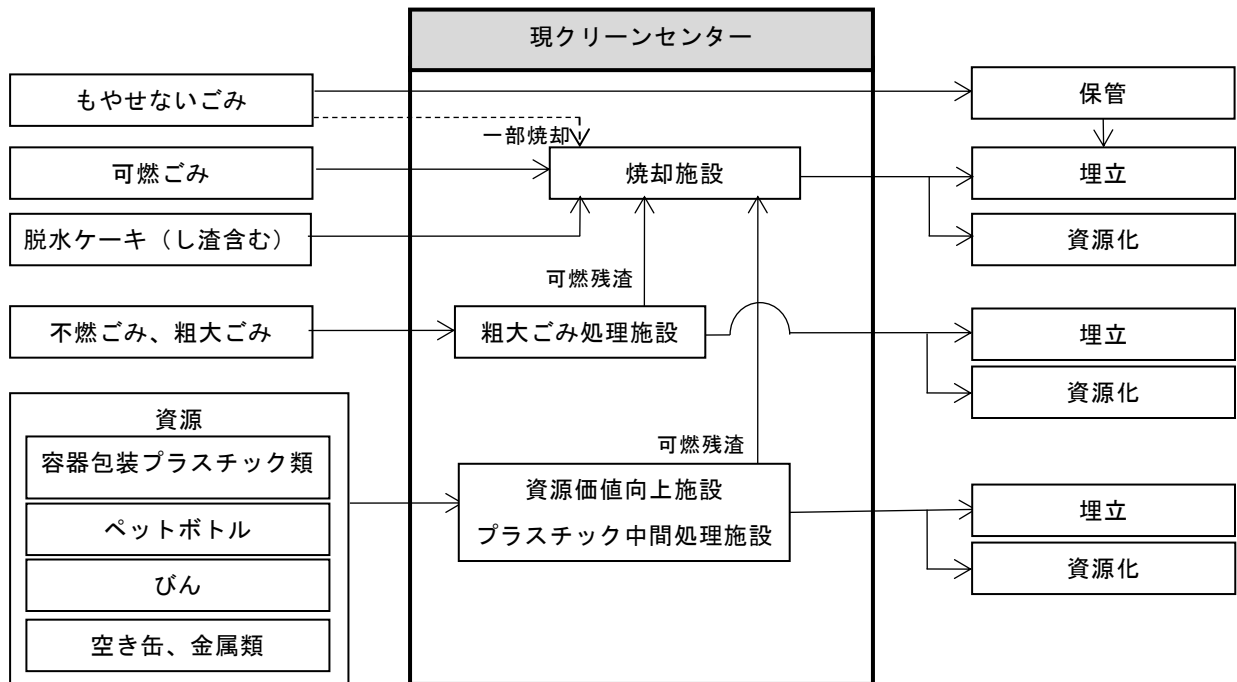 現クリーンセンター
もやせないごみ
保管
一部焼却
可燃ごみ
焼却施設
埋立
脱水ケーキ（し渣含む）
資源化
可燃残渣
不燃ごみ、粗大ごみ
粗大ごみ処理施設
埋立
資源化
資源
可燃残渣
容器包装プラスチック類
資源価値向上施設
プラスチック中間処理施設
埋立
ペットボトル
びん
資源化
空き缶、金属類